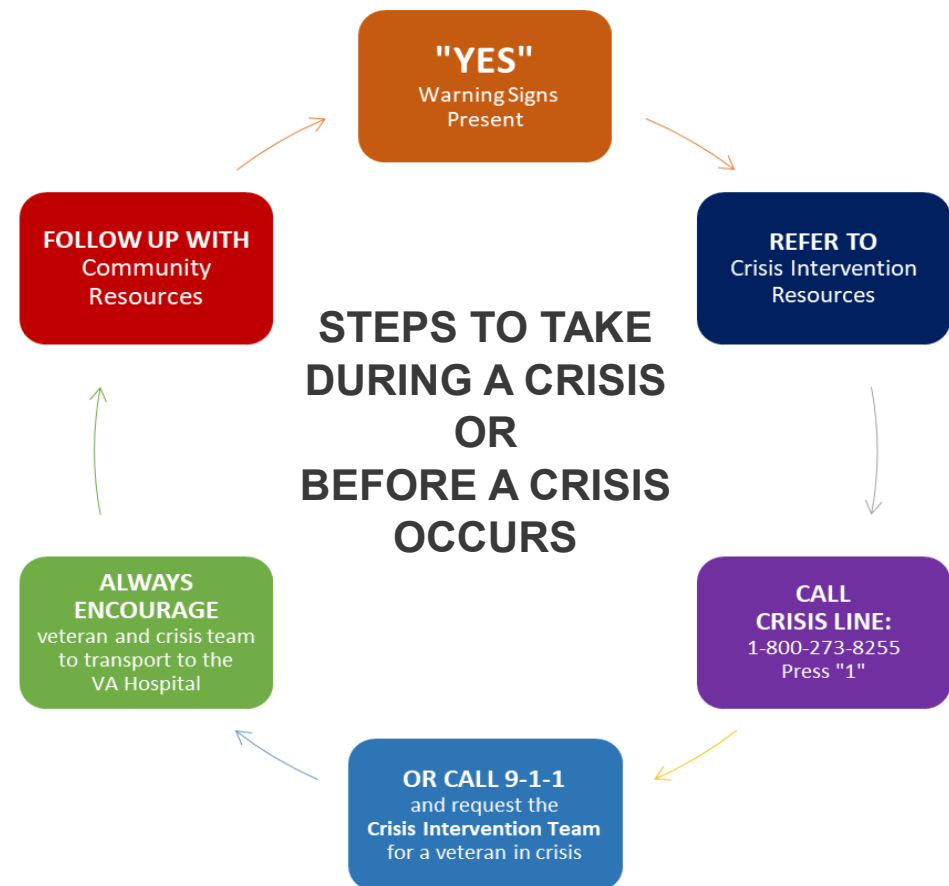 "YES"
Warning Signs
Present
REFER TO
Crisis Intervention
Resources
CALL
CRISIS LINE:
1-800-273-8255
Press "1"
OR CALL 9-1-1
and request the
Crisis Intervention Team
for a veteran in crisis
ALWAYS
ENCOURAGE
veteran and crisis team
to transport to the
VA Hospital
FOLLOW UP WITH
Community
Resources
STEPS TO TAKE
DURING A CRISIS
OR
BEFORE A CRISIS
OCCURS